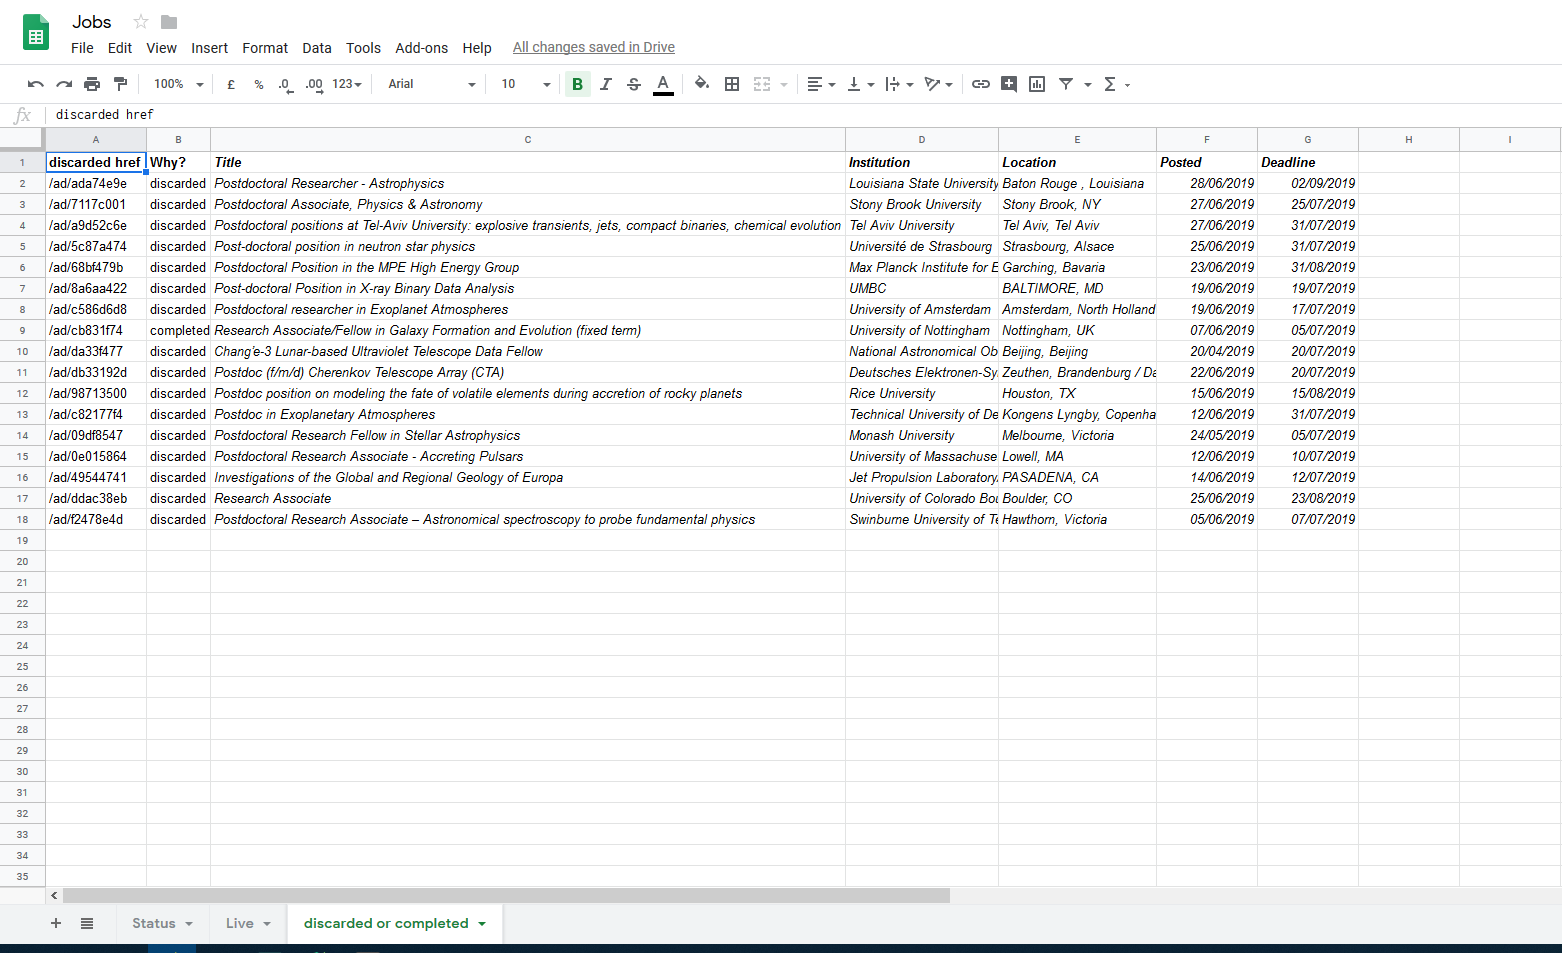 Jobs
File Edit View Insert Format Data Tools Add-ons Help All changes saved in Drive
100% £ % .0 .00 123 Arial 10 B I S A Σ
fx discarded href
A B C D E F G H I
1 discarded href Why? Title Institution Location Posted Deadline
2 /ad/ada74e9e discarded Postdoctoral Researcher - Astrophysics Louisiana State University Baton Rouge , Louisiana 28/06/2019 02/09/2019
3 /ad/7117c001 discarded Postdoctoral Associate, Physics & Astronomy Stony Brook University Stony Brook, NY 27/06/2019 25/07/2019
4 /ad/a9d52c6e discarded Postdoctoral positions at Tel-Aviv University: explosive transients, jets, compact binaries, chemical evolution Tel Aviv University Tel Aviv, Tel Aviv 27/06/2019 31/07/2019
5 /ad/5c87a474 discarded Post-doctoral position in neutron star physics Université de Strasbourg Strasbourg, Alsace 25/06/2019 31/07/2019
6 /ad/68bf479b discarded Postdoctoral Position in the MPE High Energy Group Max Planck Institute for E Garching, Bavaria 23/06/2019 31/08/2019
7 /ad/8a6aa422 discarded Post-doctoral Position in X-ray Binary Data Analysis UMBC BALTIMORE, MD 19/06/2019 19/07/2019
8 /ad/c586d6d8 discarded Postdoctoral researcher in Exoplanet Atmospheres University of Amsterdam Amsterdam, North Holland 19/06/2019 17/07/2019
9 /ad/cb831f74 completed Research Associate/Fellow in Galaxy Formation and Evolution (fixed term) University of Nottingham Nottingham, UK 07/06/2019 05/07/2019
10 /ad/da33f477 discarded Chang'e-3 Lunar-based Ultraviolet Telescope Data Fellow National Astronomical Ob Beijing, Beijing 20/04/2019 20/07/2019
11 /ad/db33192d discarded Postdoc (f/m/d) Cherenkov Telescope Array (CTA) Deutsches Elektronen-Sy Zeuthen, Brandenburg / Da 22/06/2019 20/07/2019
12 /ad/98713500 discarded Postdoc position on modeling the fate of volatile elements during accretion of rocky planets Rice University Houston, TX 15/06/2019 15/08/2019
13 /ad/c82177f4 discarded Postdoc in Exoplanetary Atmospheres Technical University of De Kongens Lyngby, Copenha 12/06/2019 31/07/2019
14 /ad/09df8547 discarded Postdoctoral Research Fellow in Stellar Astrophysics Monash University Melbourne, Victoria 24/05/2019 05/07/2019
15 /ad/0e015864 discarded Postdoctoral Research Associate - Accreting Pulsars University of Massachuse Lowell, MA 12/06/2019 10/07/2019
16 /ad/49544741 discarded Investigations of the Global and Regional Geology of Europa Jet Propulsion Laboratory, PASADENA, CA 14/06/2019 12/07/2019
17 /ad/ddac38eb discarded Research Associate University of Colorado Bou Boulder, CO 25/06/2019 23/08/2019
18 /ad/f2478e4d discarded Postdoctoral Research Associate – Astronomical spectroscopy to probe fundamental physics Swinburne University of Te Hawthorn, Victoria 05/06/2019 07/07/2019
19
20
21
22
23
24
25
26
27
28
29
30
31
32
33
34
35
Status Live discarded or completed